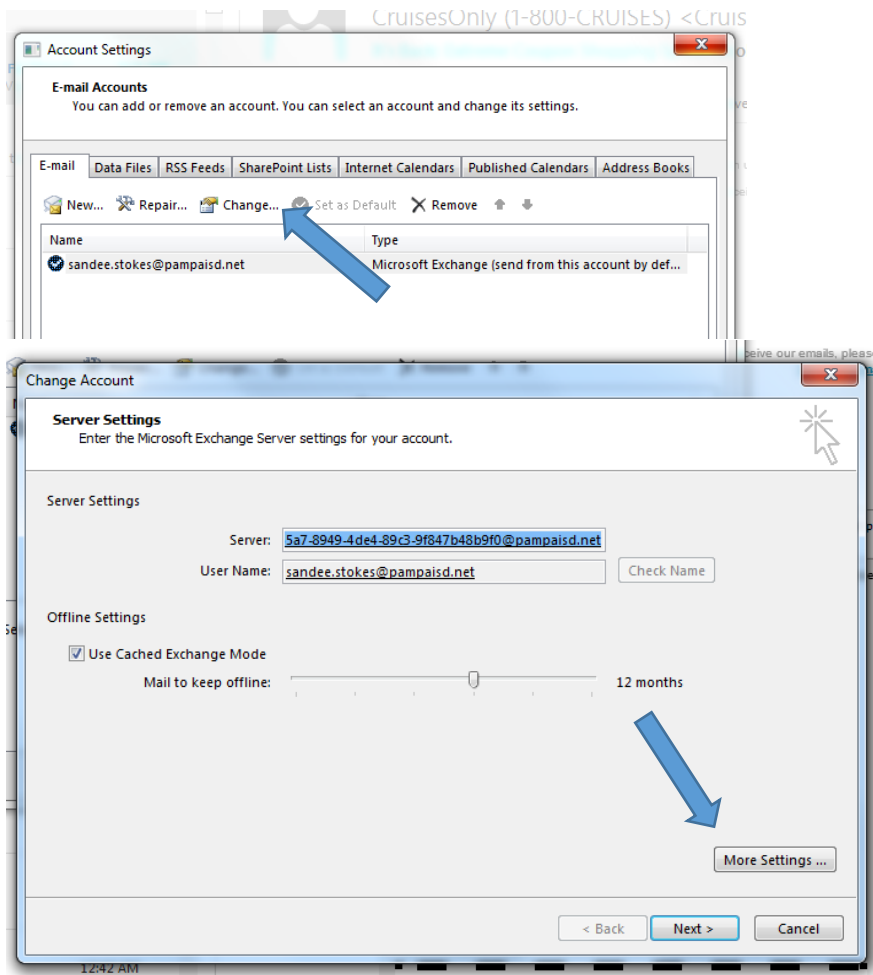 CruisesOnly (1-800-CRUISES) <Cruis
Account Settings
E-mail Accounts
You can add or remove an account. You can select an account and change its settings.
E-mail Data Files RSS Feeds SharePoint Lists Internet Calendars Published Calendars Address Books
New... Repair... Change... Set as Default Remove
Name Type
sandee.stokes@pampaisd.net Microsoft Exchange (send from this account by def...
ceive our emails, pleas
Change Account
Server Settings
Enter the Microsoft Exchange Server settings for your account.
Server Settings
Server: 5a7-8949-4de4-89c3-9f847b48b9f0@pampaisd.net
User Name: sandee.stokes@pampaisd.net Check Name
Offline Settings
Use Cached Exchange Mode
Mail to keep offline: 12 months
More Settings ...
< Back Next > Cancel
12:42 AM